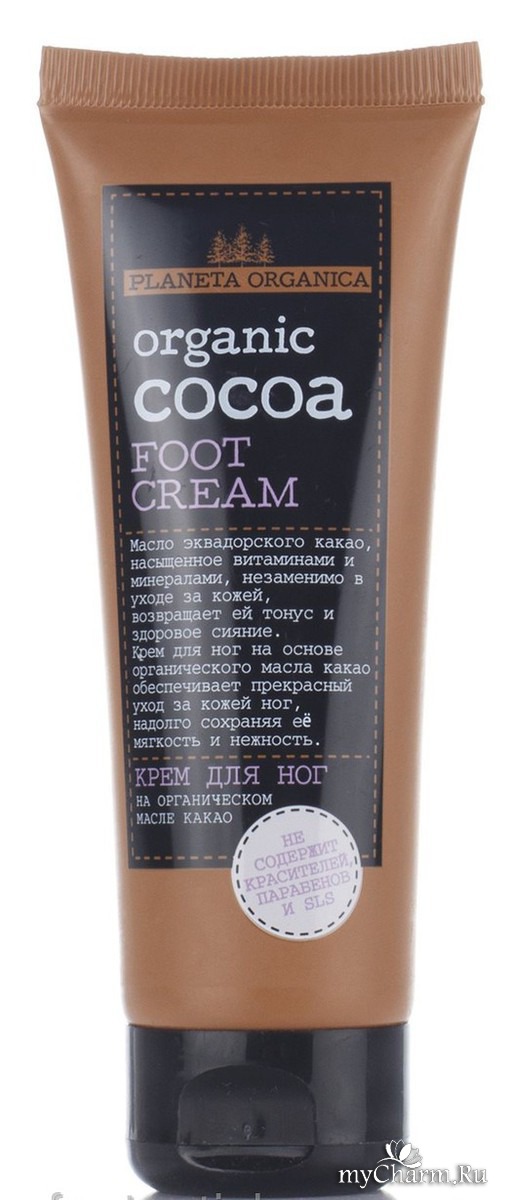 PLANETA ORGANICA
organic
cocoa
FOOT
CREAM
Масло эквадорского какао,
насыщенное витаминами и
минералами, незаменимо в
уходе за кожей,
возвращает ей тонус и
здоровое сияние.
Крем для ног на основе
органического масла какао
обеспечивает прекрасный
уход за кожей ног,
надолго сохраняя её
мягкость и нежность.
КРЕМ ДЛЯ НОГ
НА ОРГАНИЧЕСКОМ
МАСЛЕ КАКАО
НЕ
СОДЕРЖИТ
КРАСИТЕЛЕЙ,
ПАРАБЕНОВ
И SLS
myCharm.Ru